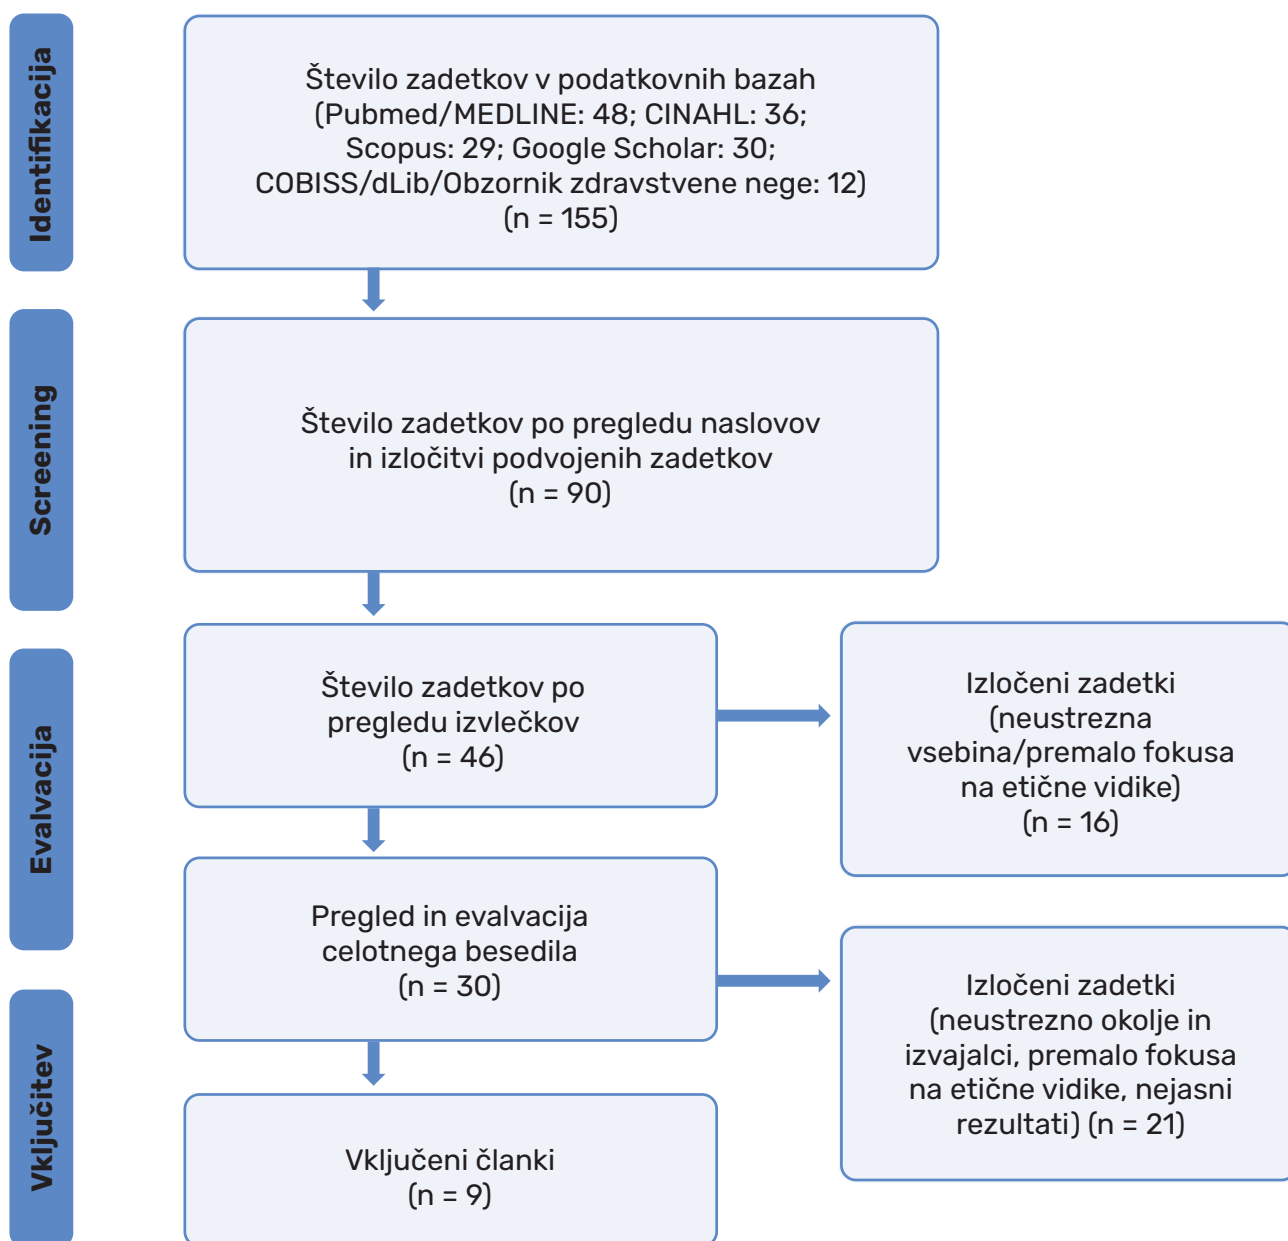 Identifikacija
Število zadetkov v podatkovnih bazah
(Pubmed/MEDLINE: 48; CINAHL: 36;
Scopus: 29; Google Scholar: 30;
COBISS/dLib/Obzornik zdravstvene nege: 12)
(n = 155)
Screening
Število zadetkov po pregledu naslovov
in izločitvi podvojenih zadetkov
(n = 90)
Evalvacija
Število zadetkov po
pregledu izvlečkov
(n = 46)
Izločeni zadetki
(neustrezna
vsebina/premalo fokusa
na etične vidike)
(n = 16)
Pregled in evalvacija
celotnega besedila
(n = 30)
Izločeni zadetki
(neustrezno okolje in
izvajalci, premalo fokusa
na etične vidike, nejasni
rezultati) (n = 21)
Vključitev
Vključeni članki
(n = 9)